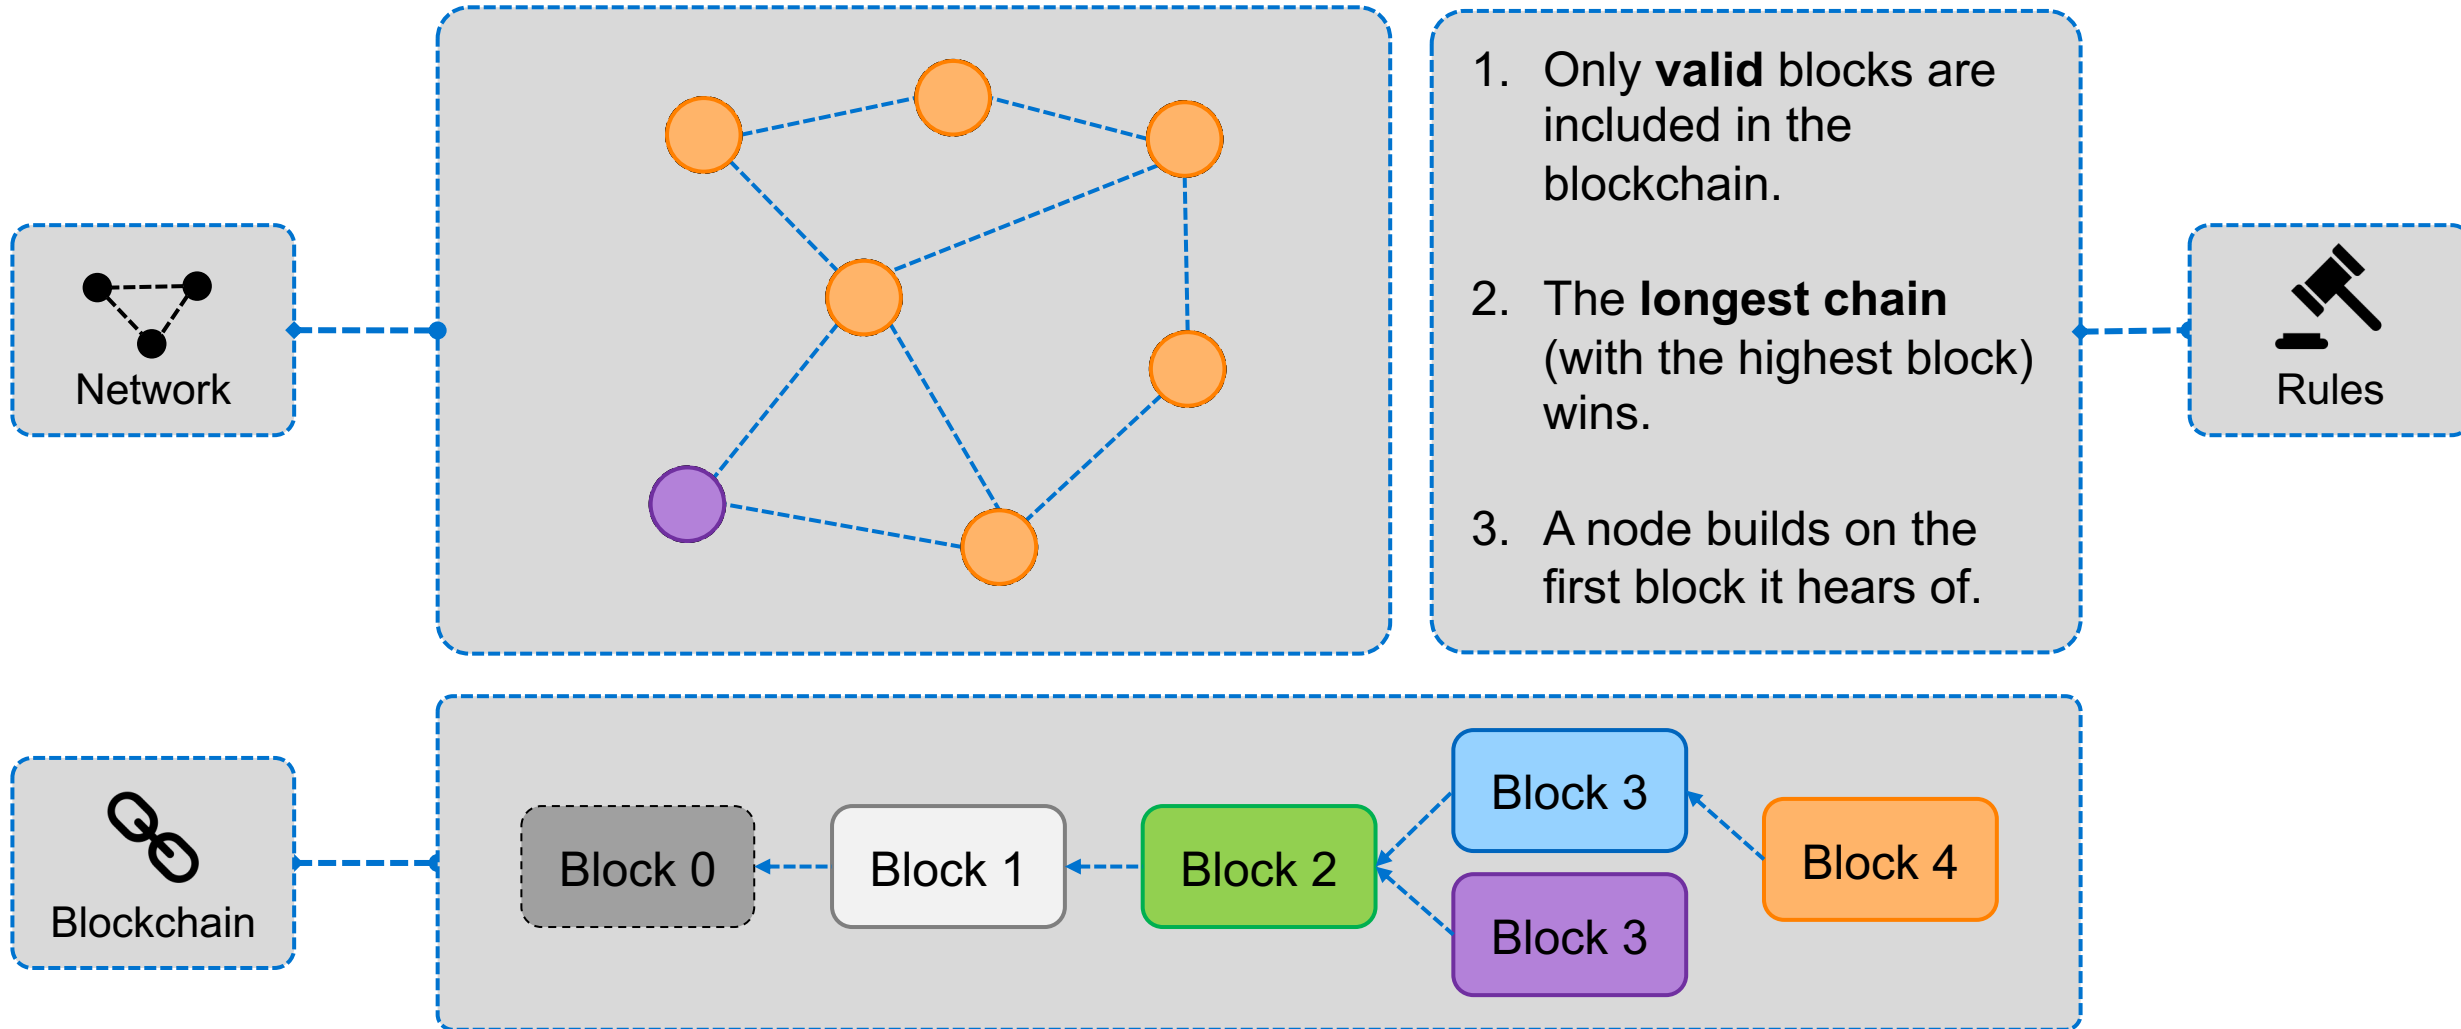 1. Only valid blocks are
included in the
blockchain.
2. The longest chain
(with the highest block)
wins.
3. A node builds on the
first block it hears of.
Network
Rules
Blockchain
Block 0
Block 1
Block 2
Block 3
Block 3
Block 4